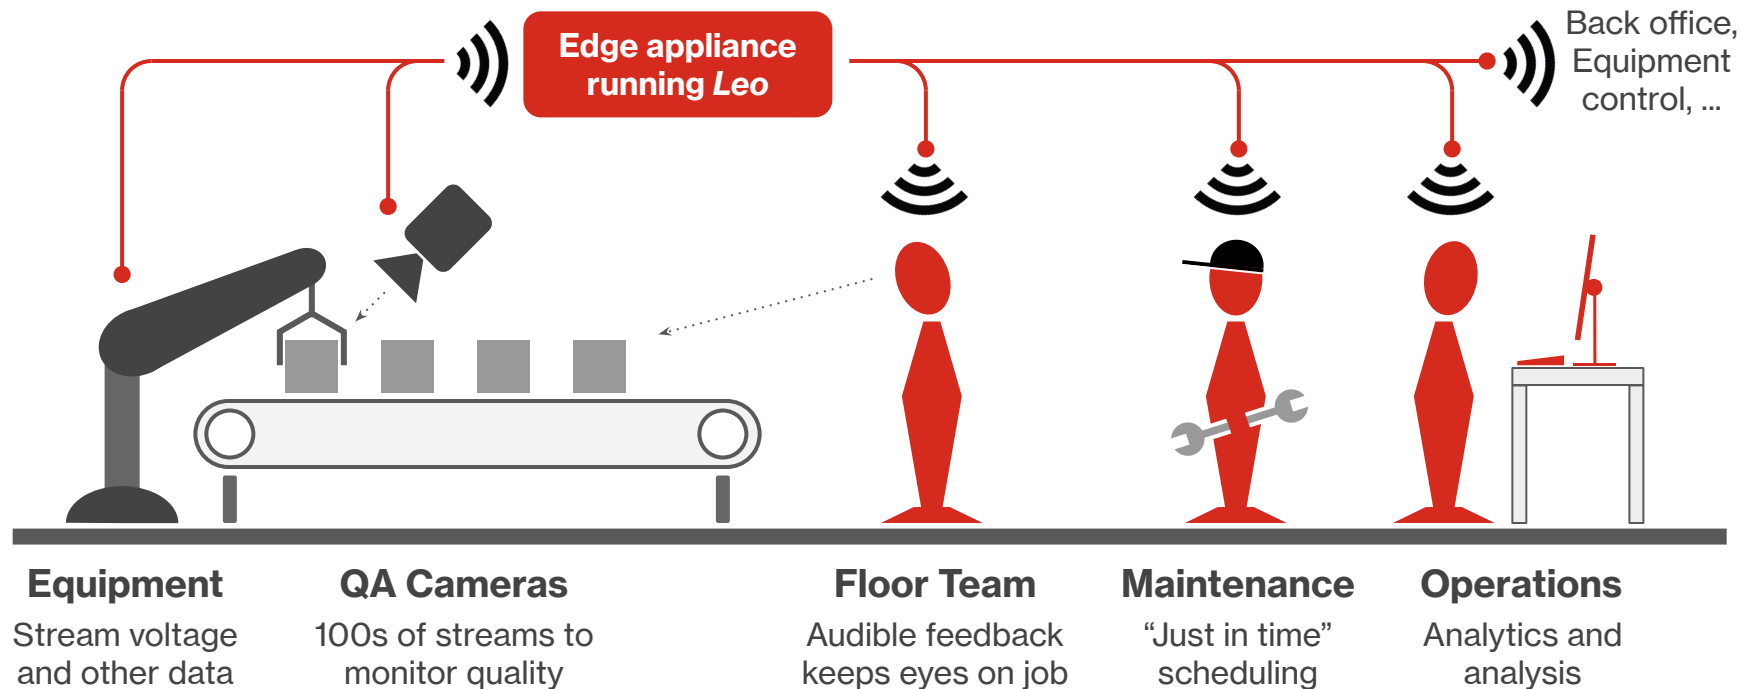 Edge appliance
running Leo
Back office,
Equipment
control, ...
Equipment
Stream voltage
and other data
QA Cameras
100s of streams to
monitor quality
Floor Team
Audible feedback
keeps eyes on job
Maintenance
“Just in time”
scheduling
Operations
Analytics and
analysis